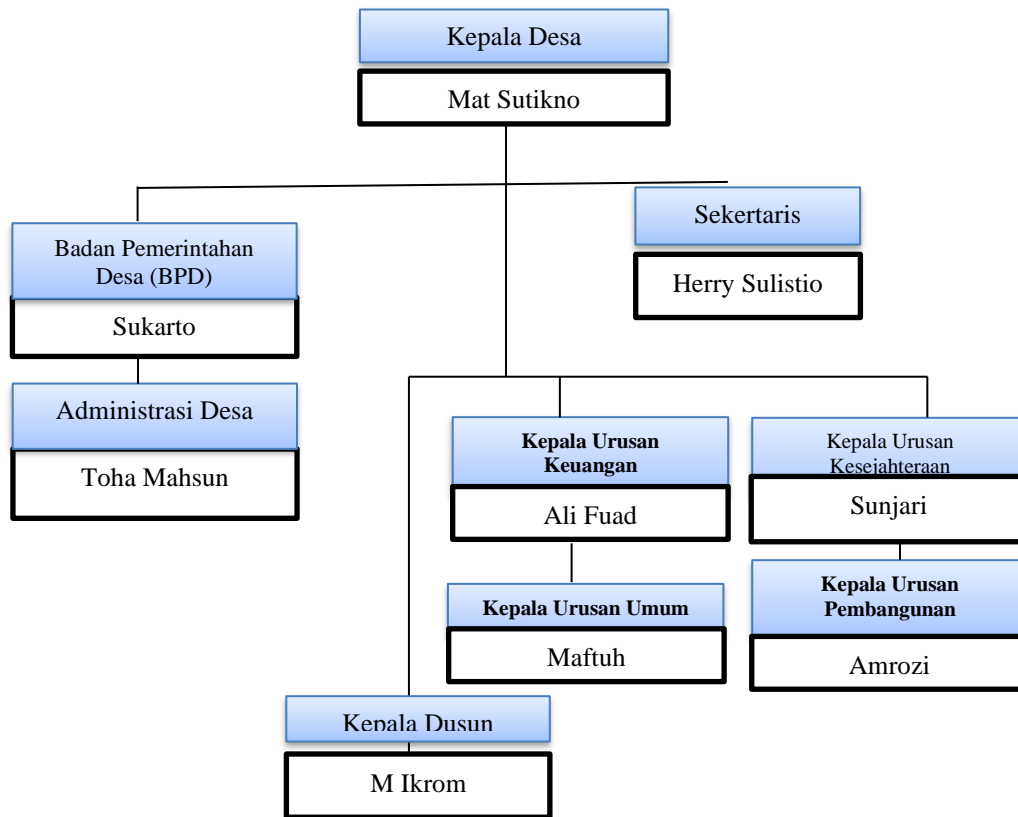 Kepala Desa
Mat Sutikno
Sekertaris
Herry Sulistio
Badan Pemerintahan
Desa (BPD)
Sukarto
Administrasi Desa
Toha Mahsun
Kepala Urusan
Keuangan
Ali Fuad
Kepala Urusan
Kesejahteraan
Sunjari
Kepala Urusan Umum
Maftuh
Kepala Urusan
Pembangunan
Amrozi
Kepala Dusun
M Ikrom